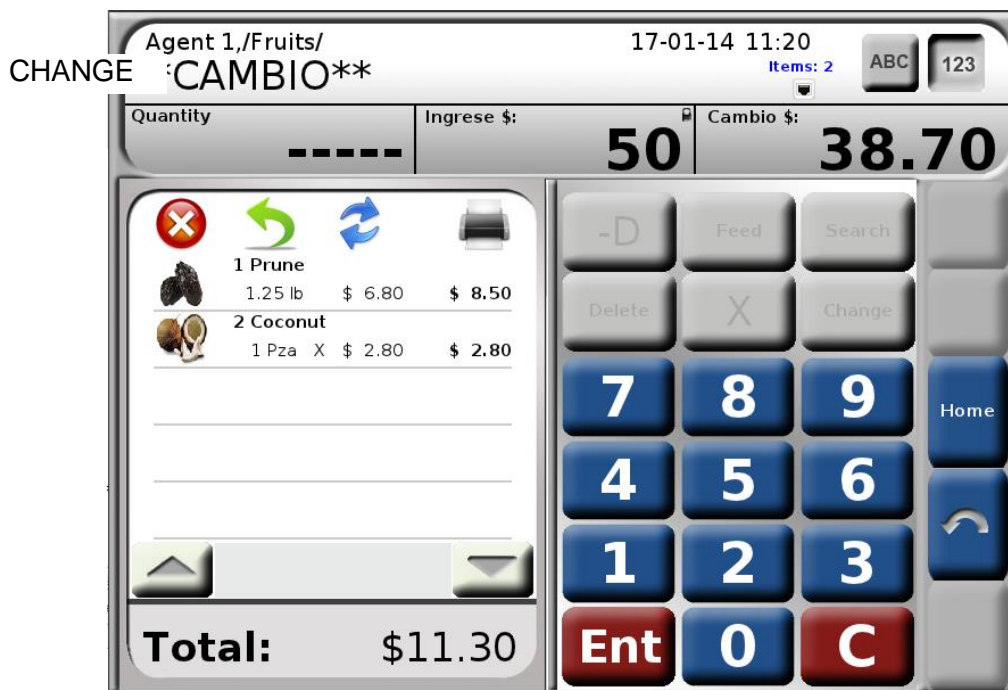 Agent 1,/Fruits/
17-01-14 11:20
Items: 2
ABC
123
CHANGE
*CAMBIO**
Quantity
-----
Ingrese $:
50
Cambio $:
38.70
1 Prune
1.25 lb $ 6.80 $ 8.50
2 Coconut
1 Pza X $ 2.80 $ 2.80
Total: $11.30
-D Feed Search
Delete X Change
7 8 9
Home
4 5 6
1 2 3
Ent 0 C